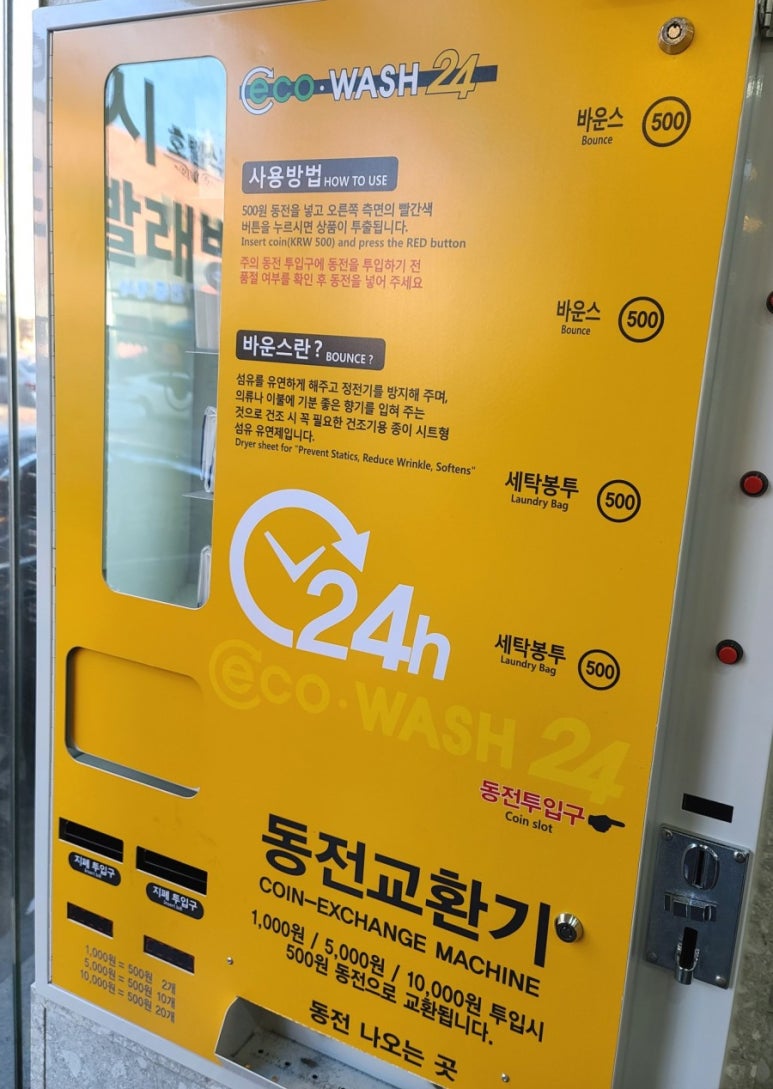 eco·WASH 24
바운스 500
Bounce
사용방법 HOW TO USE
500원 동전을 넣고 오른쪽 측면의 빨간색
버튼을 누르시면 상품이 투출됩니다.
Insert coin(KRW 500) and press the RED button
주의 동전 투입구에 동전을 투입하기 전
품절 여부를 확인 후 동전을 넣어 주세요
바운스 500
Bounce
바운스란? BOUNCE ?
섬유를 유연하게 해주고 정전기를 방지해 주며,
의류나 이불에 기분 좋은 향기를 입혀 주는
것으로 건조 시 꼭 필요한 건조기용 종이 시트형
섬유 유연제입니다.
Dryer sheet for "Prevent Statics, Reduce Wrinkle, Softens"
세탁봉투 500
Laundry Bag
24h
세탁봉투 500
Laundry Bag
eco·WASH 24
동전투입구
Coin slot
동전교환기
COIN-EXCHANGE MACHINE
1,000원 / 5,000원 / 10,000원 투입시
500원 동전으로 교환됩니다.
동전 나오는 곳
지폐 투입구
지폐 투입구
1,000원 = 500원 2개
5,000원 = 500원 10개
10,000원 = 500원 20개